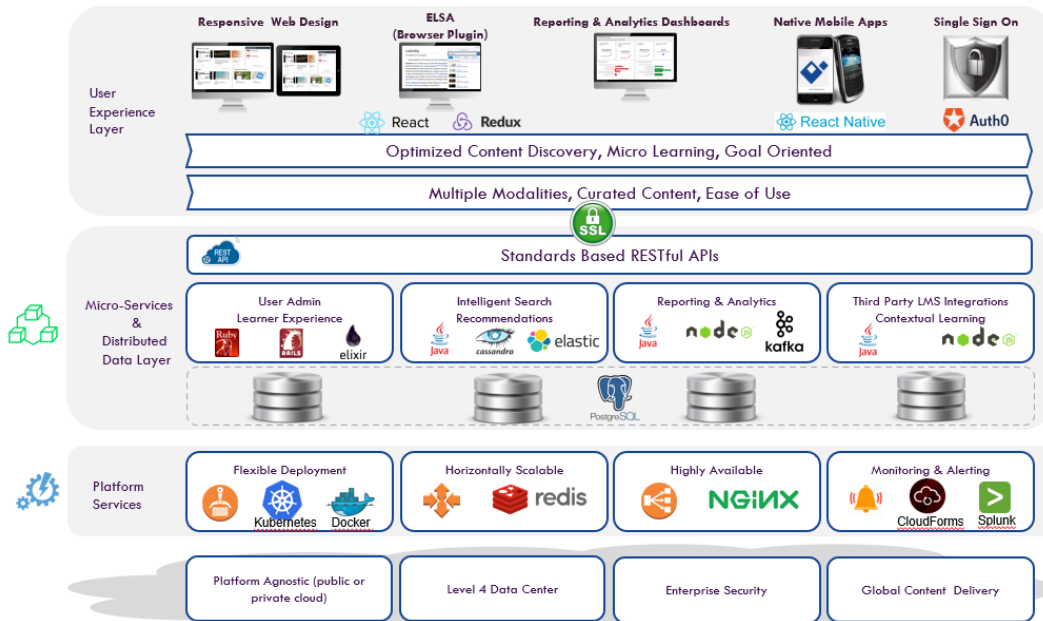 Responsive Web Design
ELSA
(Browser Plugin)
Reporting & Analytics Dashboards
Native Mobile Apps
Single Sign On
User
Experience
Layer
React
Redux
React Native
Auth0
Optimized Content Discovery, Micro Learning, Goal Oriented
Multiple Modalities, Curated Content, Ease of Use
SSL
REST
API
Standards Based RESTful APIs
Micro-Services
&
Distributed
Data Layer
User Admin
Learner Experience
Ruby
RAILS
elixir
Intelligent Search
Recommendations
Java
cassandra
elastic
Reporting & Analytics
Java
node
JS
kafka
Third Party LMS Integrations
Contextual Learning
Java
node
JS
PostgreSQL
Platform
Services
Flexible Deployment
Kubernetes
Docker
Horizontally Scalable
redis
Highly Available
NGINX
Monitoring & Alerting
CloudForms
Splunk
Platform Agnostic (public or
private cloud)
Level 4 Data Center
Enterprise Security
Global Content Delivery